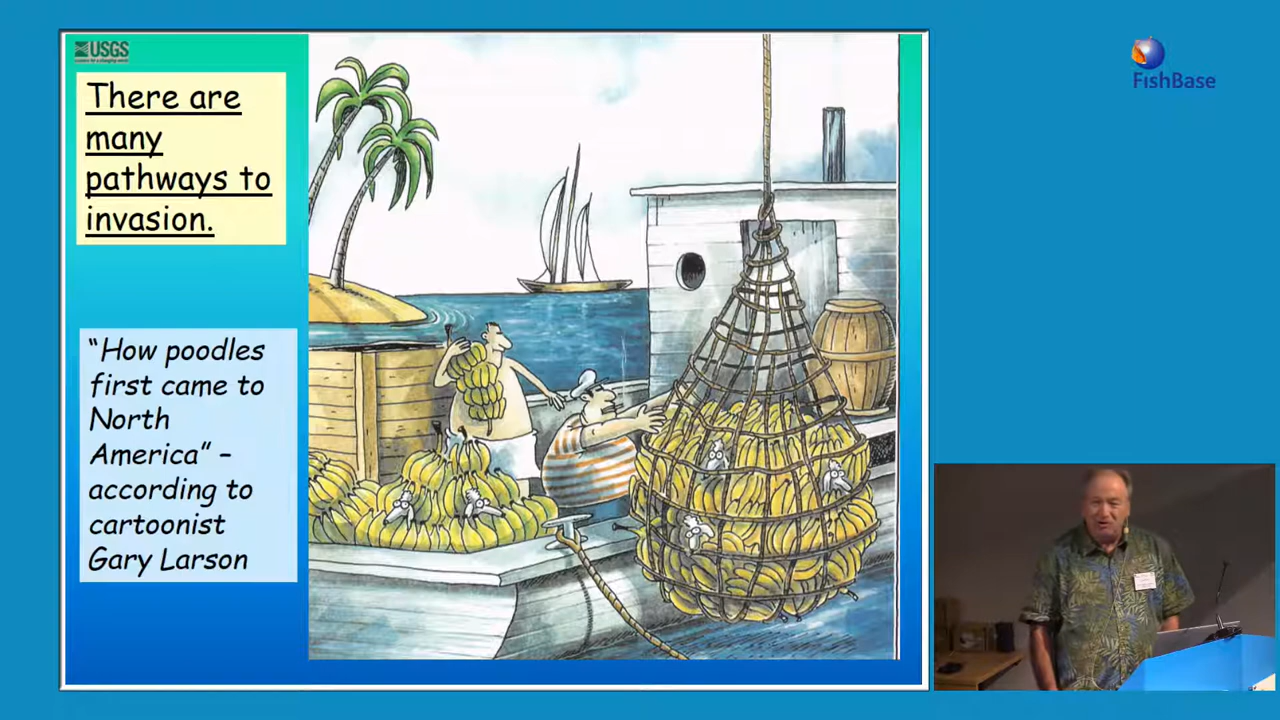 USGS
There are
many
pathways to
invasion.
"How poodles
first came to
North
America" –
according to
cartoonist
Gary Larson
FishBase